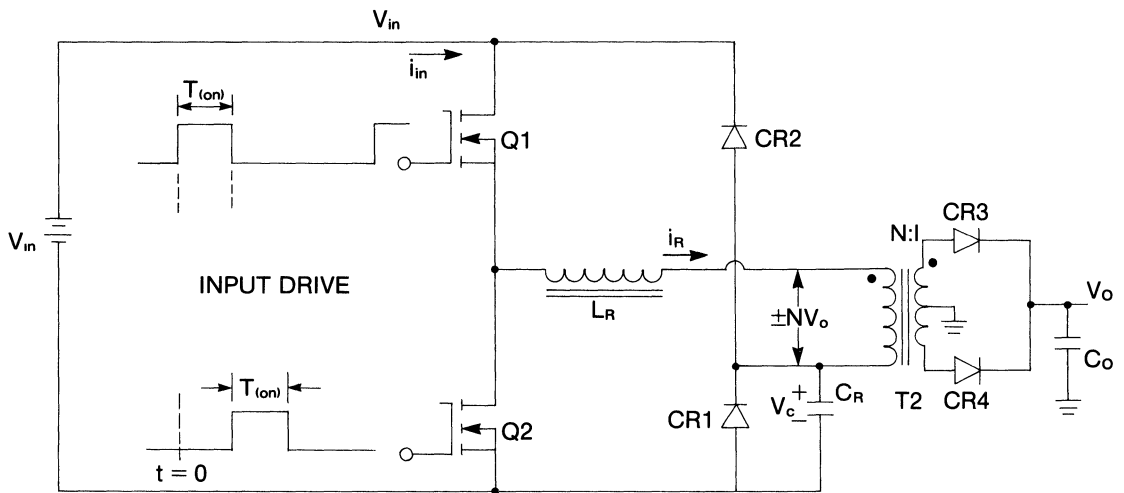 Vin
iin
T(on)
Q1
CR2
Vin
CR3
N:I
iR
INPUT DRIVE
LR
±NVo
Vo
Co
T(on)
Vc
+
−
CR
T2
CR4
CR1
Q2
t = 0